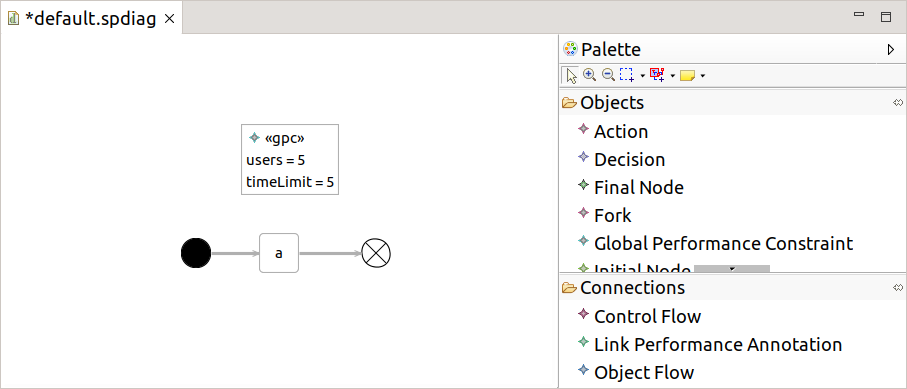 *default.spdiag
Palette
Objects
Action
Decision
Final Node
Fork
Global Performance Constraint
Initial Node
Connections
Control Flow
Link Performance Annotation
Object Flow
«gpc»
users = 5
timeLimit = 5
a